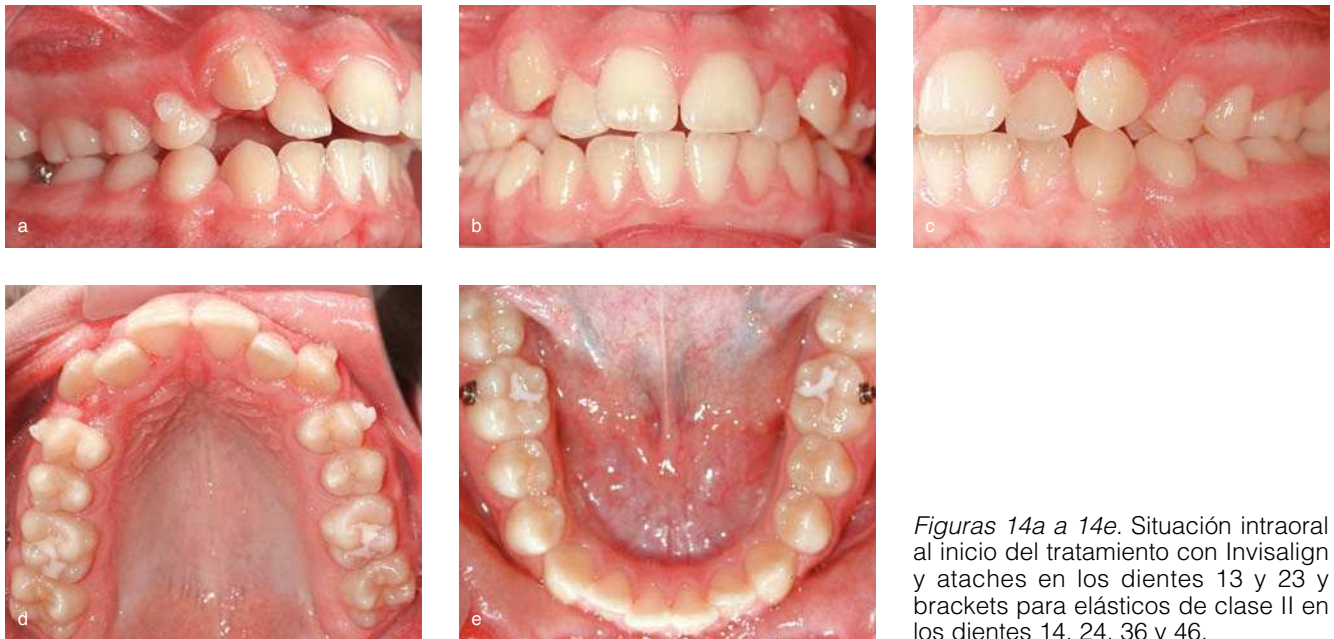 a
b
c
d
e
Figuras 14a a 14e. Situación intraoral
al inicio del tratamiento con Invisalign
y ataches en los dientes 13 y 23 y
brackets para elásticos de clase II en
los dientes 14, 24, 36 y 46.